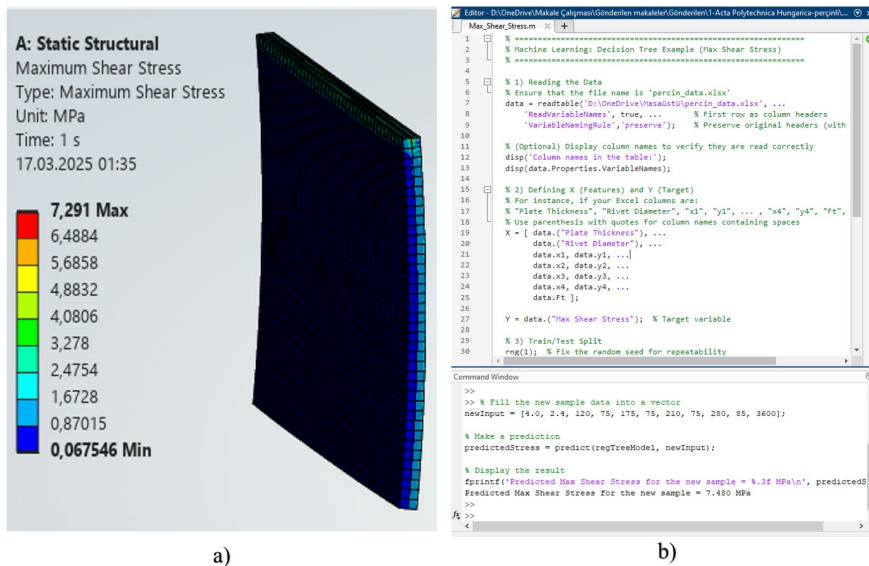 A: Static Structural
Maximum Shear Stress
Type: Maximum Shear Stress
Unit: MPa
Time: 1 s
17.03.2025 01:35
7,291 Max
6,4884
5,6858
4,8832
4,0806
3,278
2,4754
1,6728
0,87015
0,067546 Min
a)
Editor - D:\OneDrive\Makale Çalışması\Gönderilen makaleler\Gönderilen\1-Acta Polytechnica Hungarica-perçinli\...
Max_Shear_Stress.m
1 % ================================================================
2 % Machine Learning: Decision Tree Example (Max Shear Stress)
3 % ================================================================
4
5 % 1) Reading the Data
6 % Ensure that the file name is 'percin_data.xlsx'
7 data = readtable('D:\OneDrive\Masaüstü\percin_data.xlsx', ...
8 'ReadVariableNames', true, ... % First row as column headers
9 'VariableNamingRule','preserve'); % Preserve original headers (with
10
11 % (Optional) Display column names to verify they are read correctly
12 disp('Column names in the table:');
13 disp(data.Properties.VariableNames);
14
15 % 2) Defining X (Features) and Y (Target)
16 % For instance, if your Excel columns are:
17 % "Plate Thickness", "Rivet Diameter", "x1", "y1", ... , "x4", "y4", "Ft",
18 % Use parenthesis with quotes for column names containing spaces
19 X = [ data.("Plate Thickness"), ...
20 data.("Rivet Diameter"), ...
21 data.x1, data.y1, ...
22 data.x2, data.y2, ...
23 data.x3, data.y3, ...
24 data.x4, data.y4, ...
25 data.Ft ];
26
27 Y = data.("Max Shear Stress"); % Target variable
28
29 % 3) Train/Test Split
30 rng(1); % Fix the random seed for repeatability
Command Window
>>
>> % Fill the new sample data into a vector
newInput = [4.0, 2.4, 120, 75, 175, 75, 210, 75, 280, 85, 3600];
% Make a prediction
predictedStress = predict(regTreeModel, newInput);
% Display the result
fprintf('Predicted Max Shear Stress for the new sample = %.3f MPa\n', predictedS
Predicted Max Shear Stress for the new sample = 7.480 MPa
>>
fx >>
b)